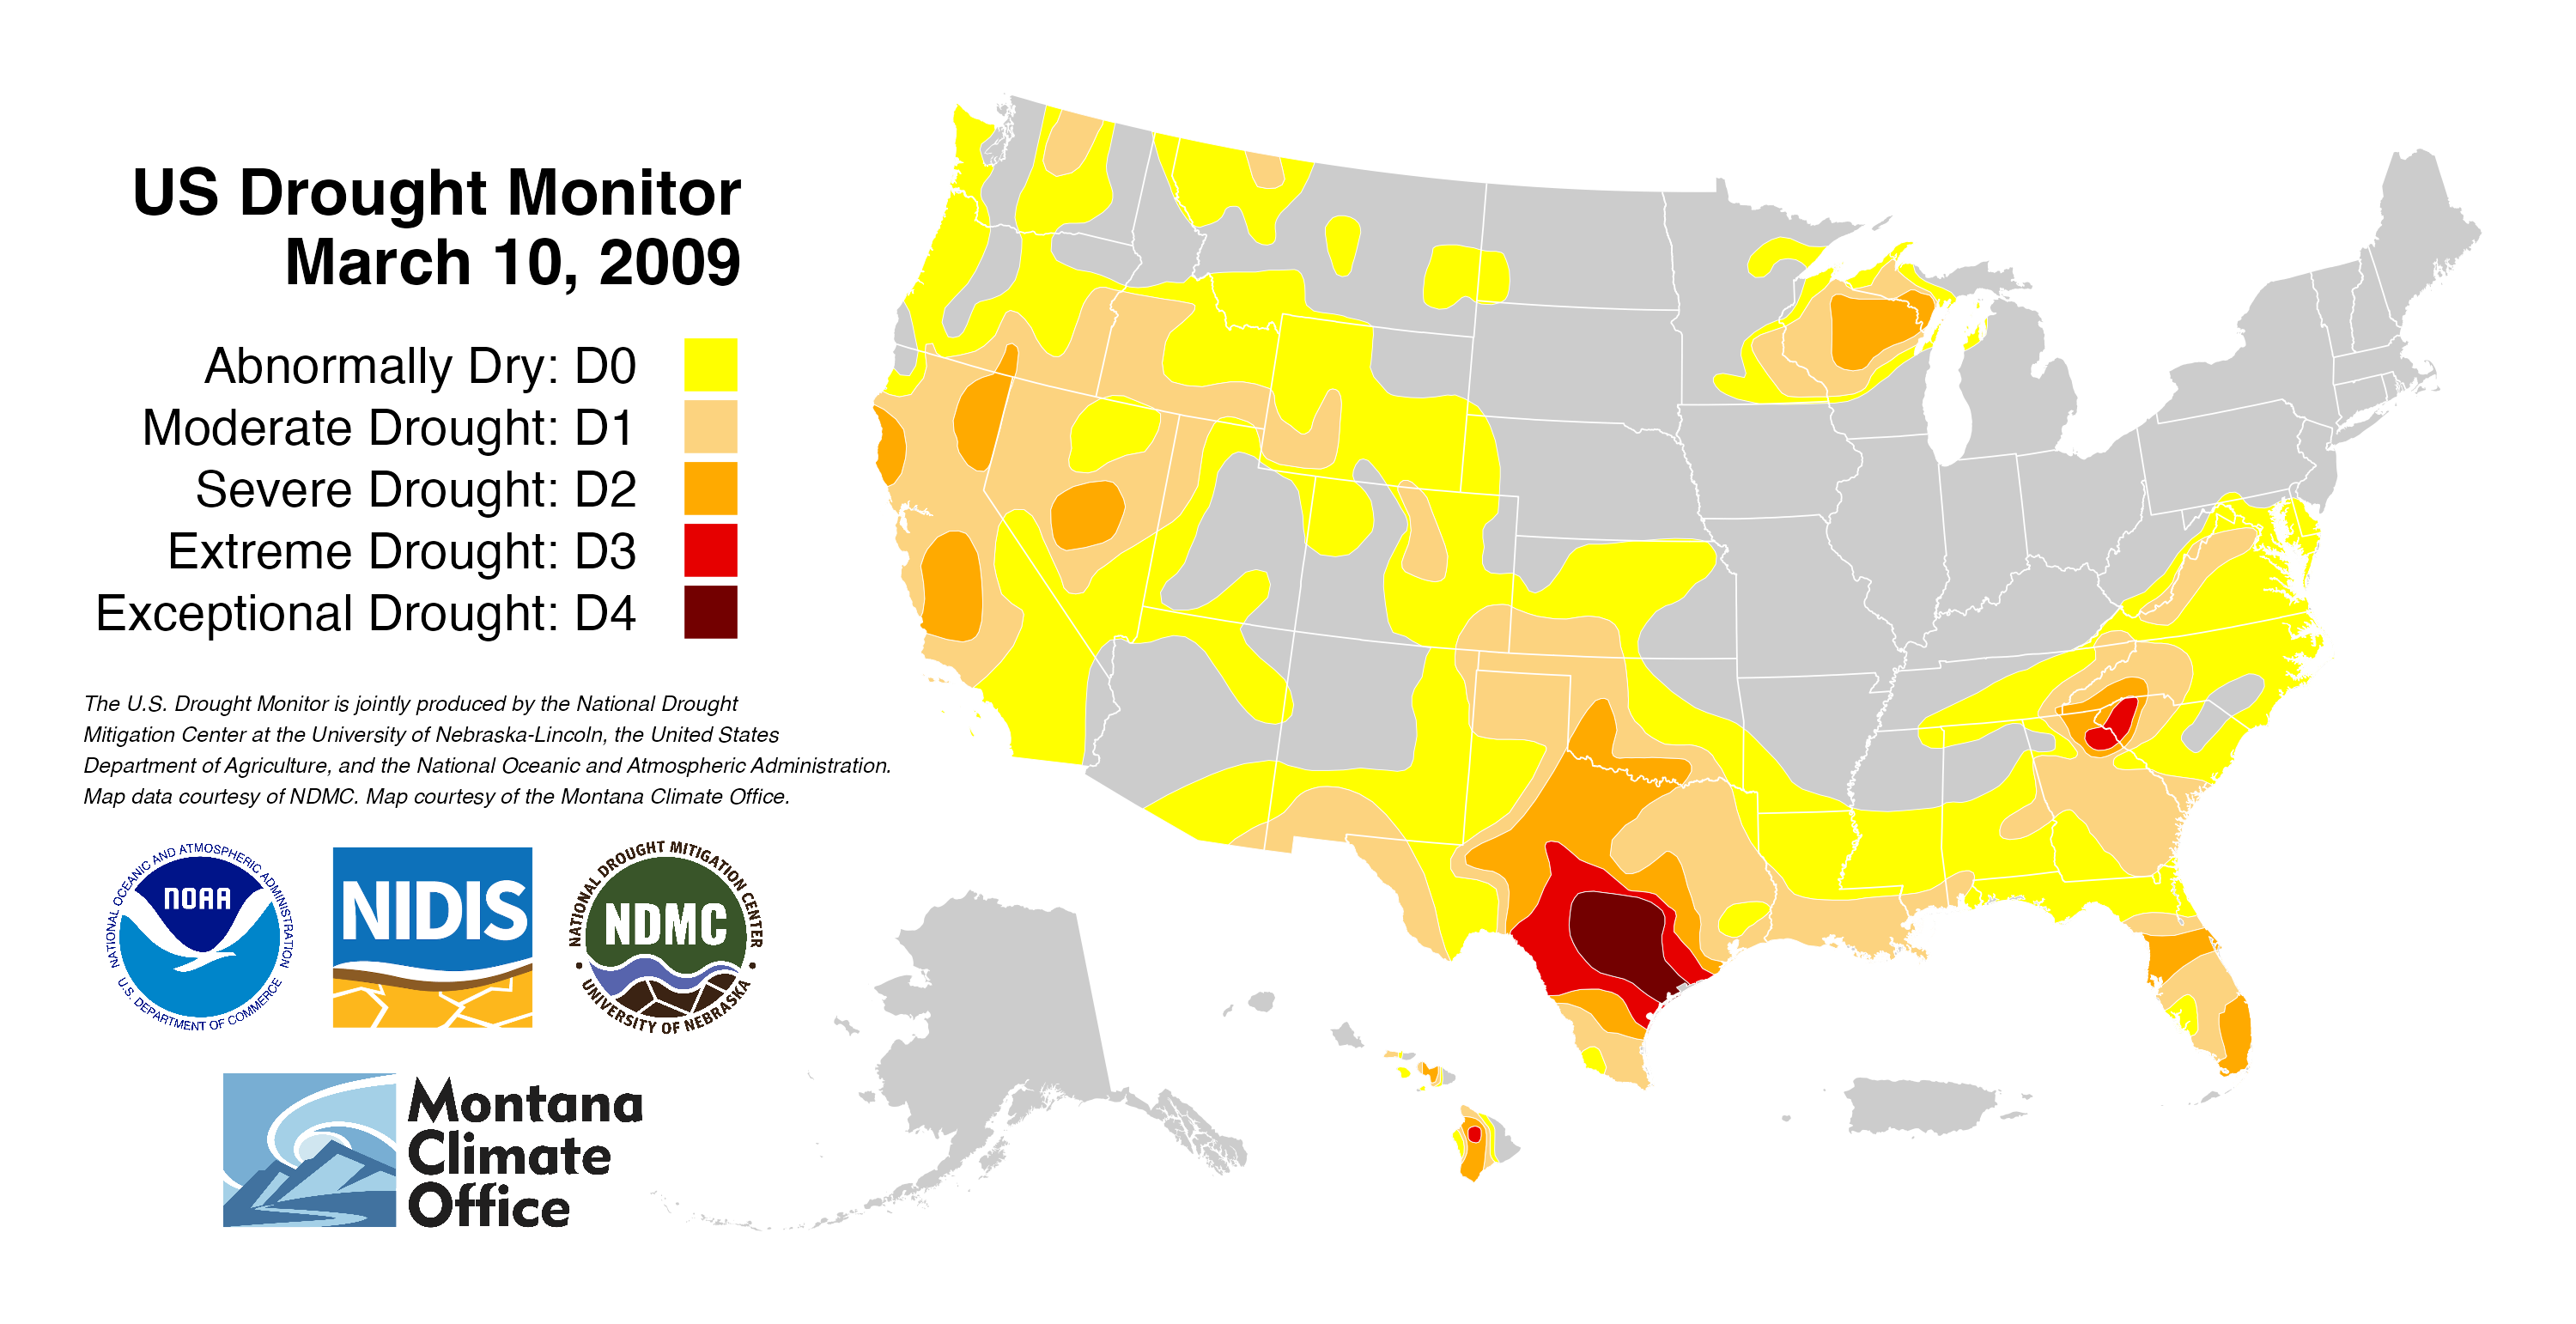 US Drought Monitor
March 10, 2009
Abnormally Dry: D0
Moderate Drought: D1
Severe Drought: D2
Extreme Drought: D3
Exceptional Drought: D4
The U.S. Drought Monitor is jointly produced by the National Drought
Mitigation Center at the University of Nebraska-Lincoln, the United States
Department of Agriculture, and the National Oceanic and Atmospheric Administration.
Map data courtesy of NDMC. Map courtesy of the Montana Climate Office.
NATIONAL OCEANIC AND ATMOSPHERIC ADMINISTRATION
NOAA
U.S. DEPARTMENT OF COMMERCE
NIDIS
NATIONAL DROUGHT MITIGATION CENTER
NDMC
UNIVERSITY OF NEBRASKA
Montana
Climate
Office